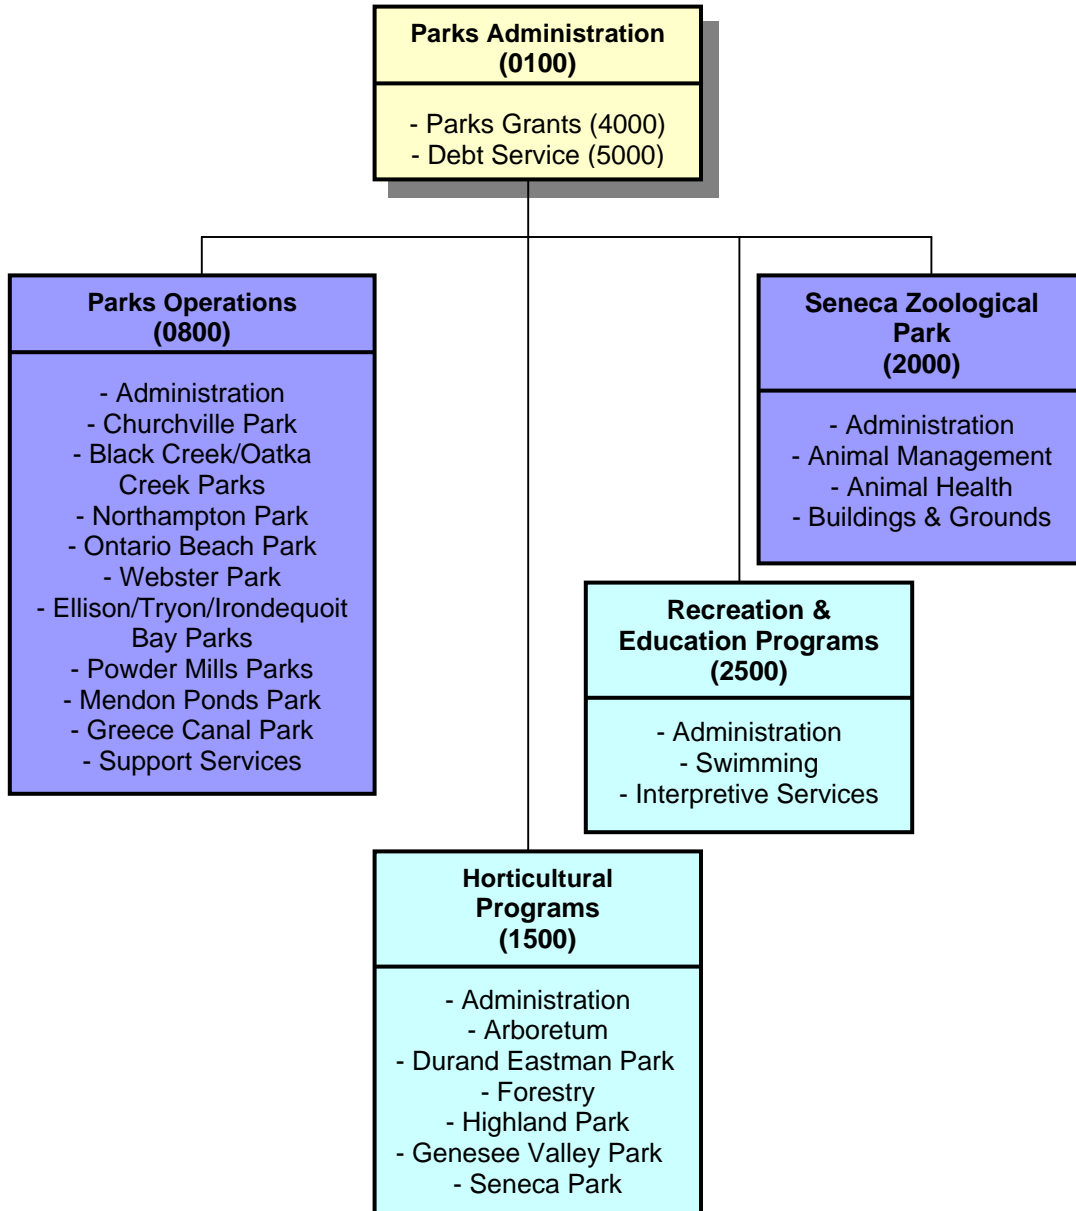 Parks Administration
(0100)
- Parks Grants (4000)
- Debt Service (5000)
Parks Operations
(0800)
- Administration
- Churchville Park
- Black Creek/Oatka
Creek Parks
- Northampton Park
- Ontario Beach Park
- Webster Park
- Ellison/Tryon/Irondequoit
Bay Parks
- Powder Mills Parks
- Mendon Ponds Park
- Greece Canal Park
- Support Services
Seneca Zoological
Park
(2000)
- Administration
- Animal Management
- Animal Health
- Buildings & Grounds
Recreation &
Education Programs
(2500)
- Administration
- Swimming
- Interpretive Services
Horticultural
Programs
(1500)
- Administration
- Arboretum
- Durand Eastman Park
- Forestry
- Highland Park
- Genesee Valley Park
- Seneca Park